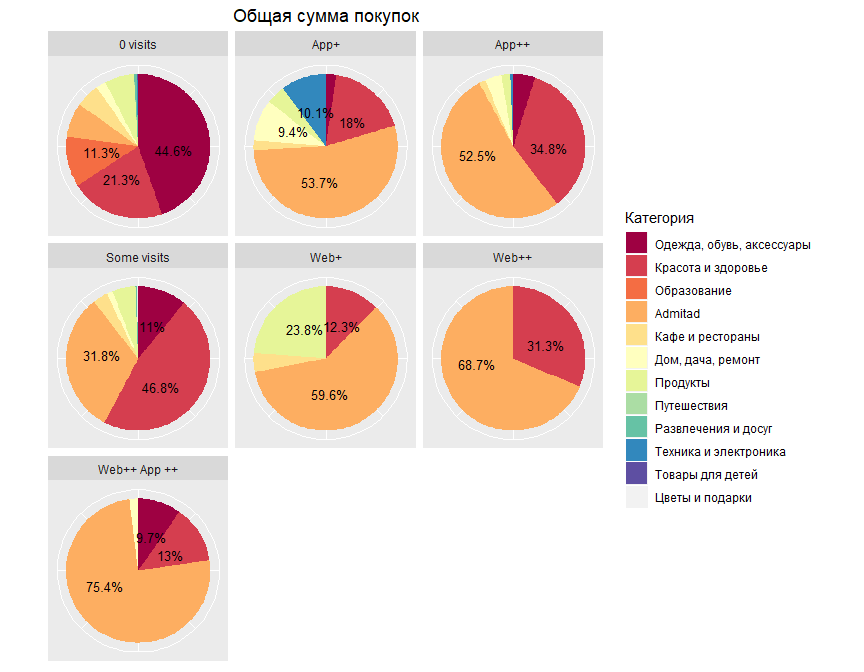 Общая сумма покупок
0 visits
App+
App++
44.6%
21.3%
11.3%
10.1%
18%
9.4%
53.7%
34.8%
52.5%
Some visits
Web+
Web++
11%
31.8%
46.8%
23.8%
12.3%
59.6%
31.3%
68.7%
Web++ App ++
9.7%
13%
75.4%
Категория
Одежда, обувь, аксессуары
Красота и здоровье
Образование
Admitad
Кафе и рестораны
Дом, дача, ремонт
Продукты
Путешествия
Развлечения и досуг
Техника и электроника
Товары для детей
Цветы и подарки